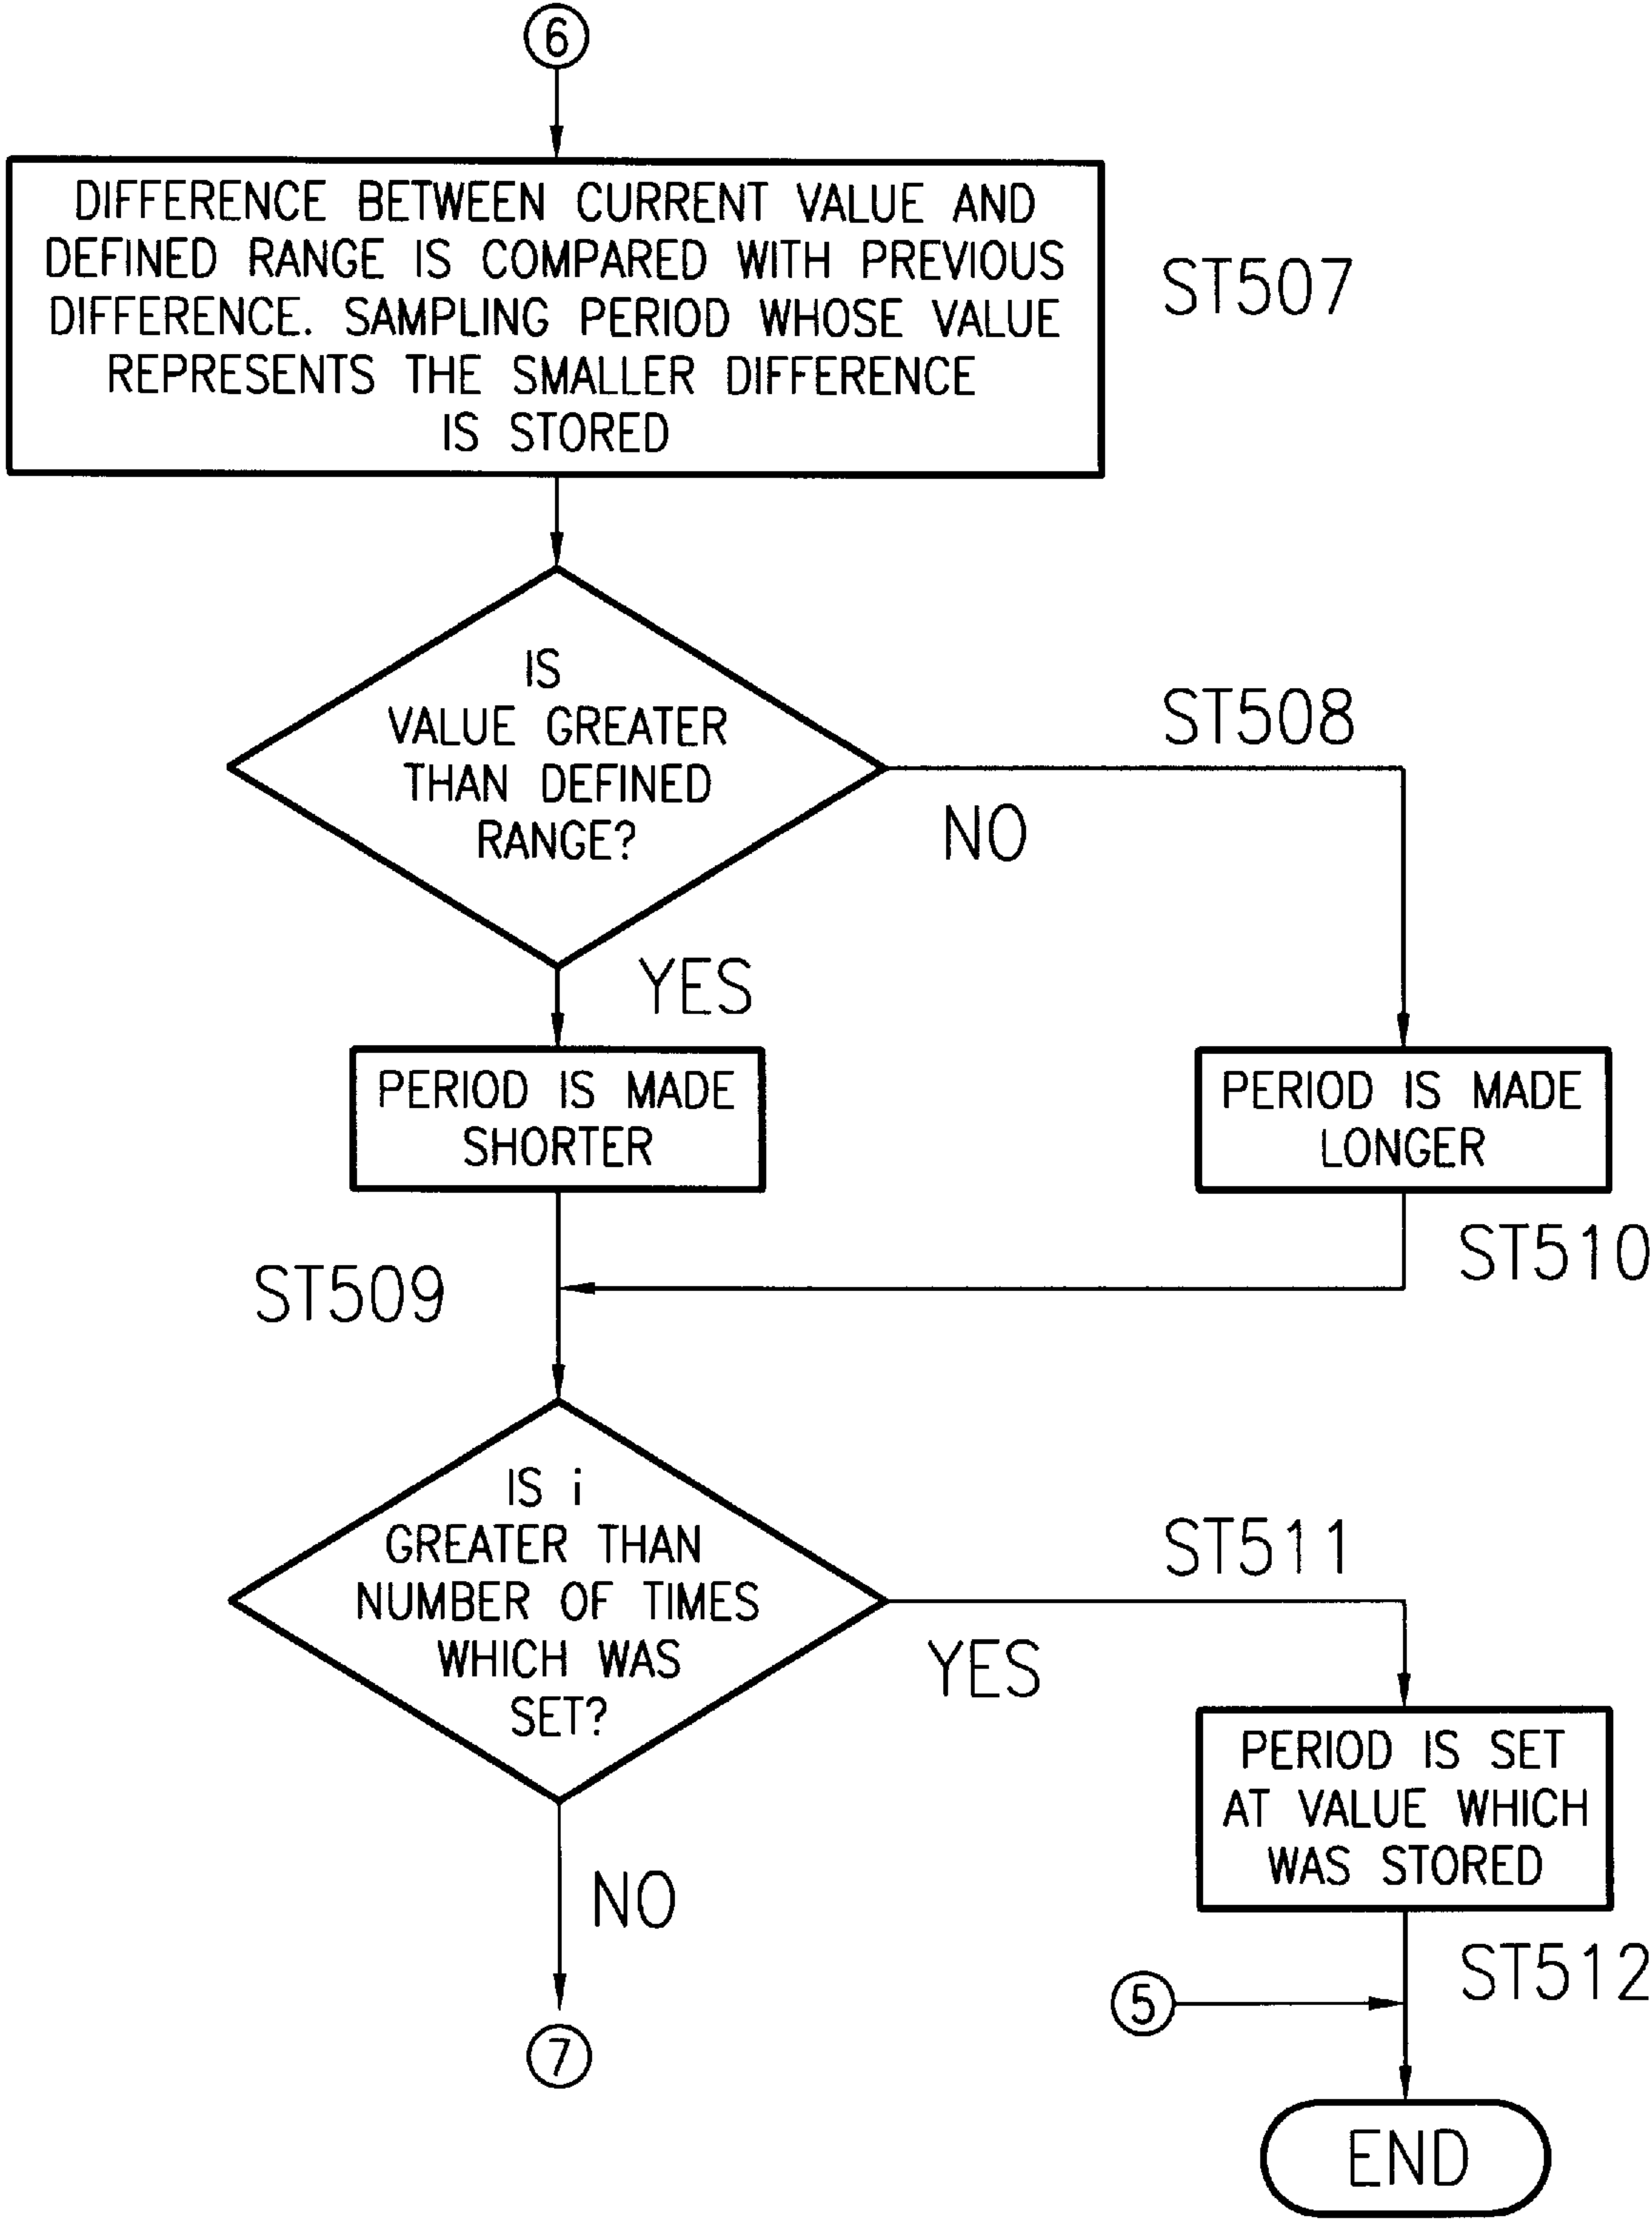 6
DIFFERENCE BETWEEN CURRENT VALUE AND
DEFINED RANGE IS COMPARED WITH PREVIOUS
DIFFERENCE. SAMPLING PERIOD WHOSE VALUE
REPRESENTS THE SMALLER DIFFERENCE
IS STORED
ST507
IS
VALUE GREATER
THAN DEFINED
RANGE?
ST508
NO
YES
PERIOD IS MADE
SHORTER
PERIOD IS MADE
LONGER
ST509
ST510
IS i
GREATER THAN
NUMBER OF TIMES
WHICH WAS
SET?
ST511
YES
NO
PERIOD IS SET
AT VALUE WHICH
WAS STORED
ST512
5
7
END